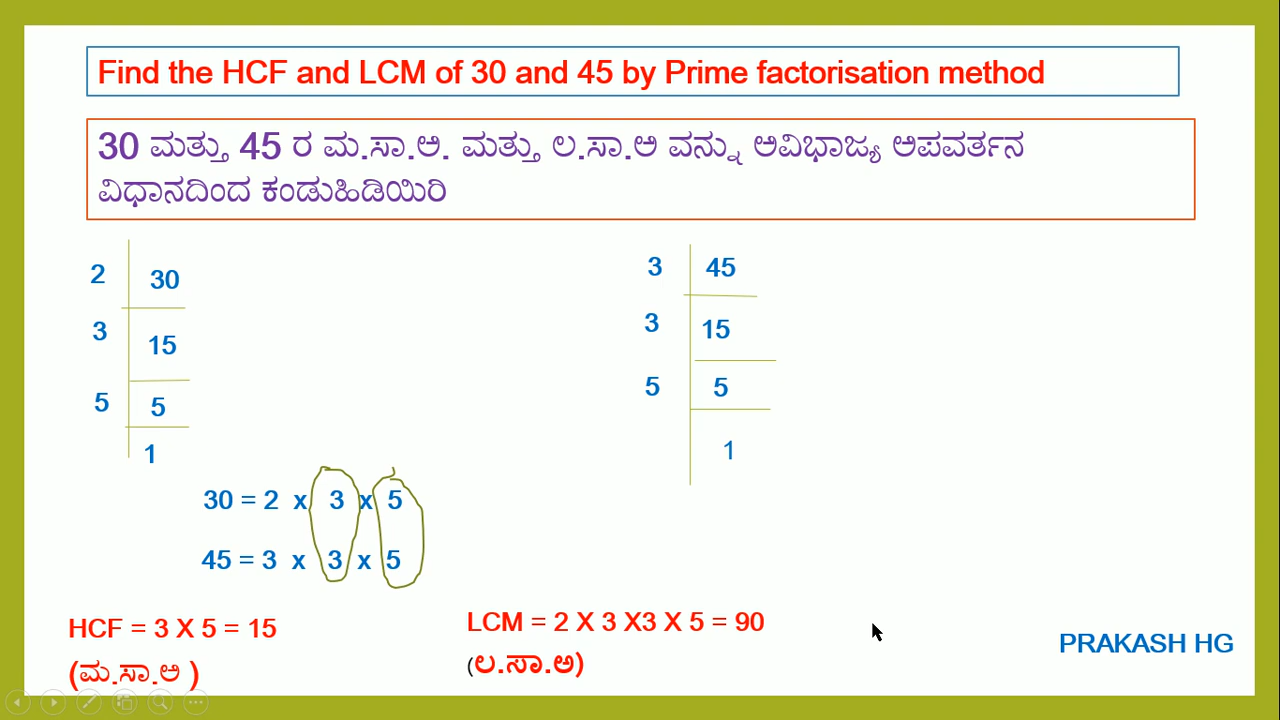 Find the HCF and LCM of 30 and 45 by Prime factorisation method
30 ಮತ್ತು 45 ರ ಮ.ಸಾ.ಅ. ಮತ್ತು ಲ.ಸಾ.ಅ ವನ್ನು ಅವಿಭಾಜ್ಯ ಅಪವರ್ತನ
ವಿಧಾನದಿಂದ ಕಂಡುಹಿಡಿಯಿರಿ
2 30
3 15
5 5
1
3 45
3 15
5 5
1
30 = 2 x 3 x 5
45 = 3 x 3 x 5
HCF = 3 X 5 = 15
(ಮ.ಸಾ.ಅ )
LCM = 2 X 3 X3 X 5 = 90
(ಲ.ಸಾ.ಅ)
PRAKASH HG